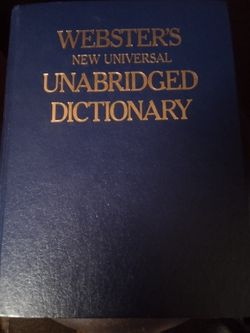 WEBSTER'S
NEW UNIVERSAL
UNABRIDGED
DICTIONARY